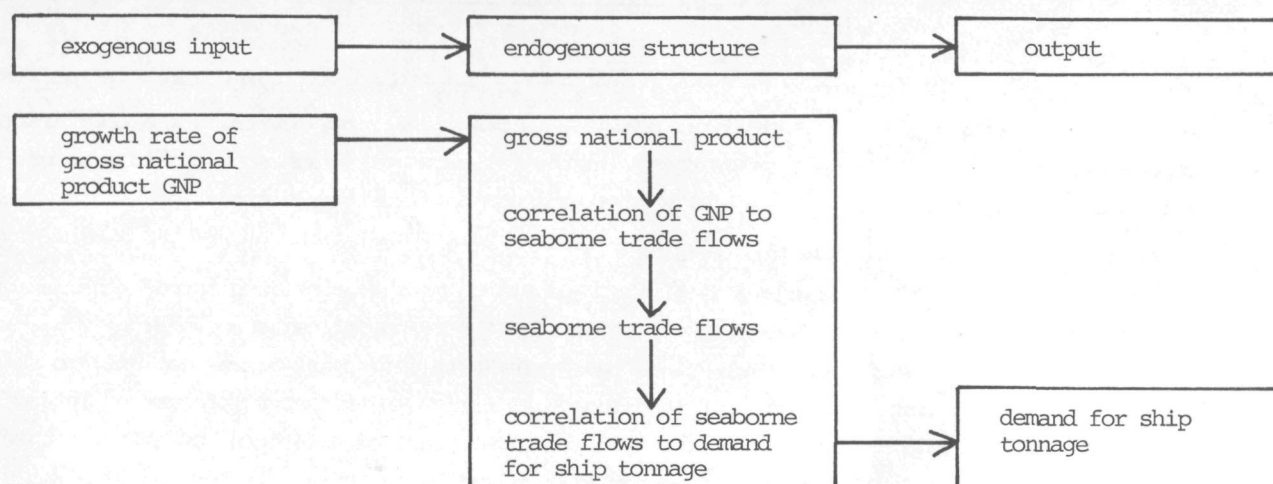 exogenous input
endogenous structure
output
growth rate of
gross national
product GNP
gross national product
correlation of GNP to
seaborne trade flows
seaborne trade flows
correlation of seaborne
trade flows to demand
for ship tonnage
demand for ship
tonnage